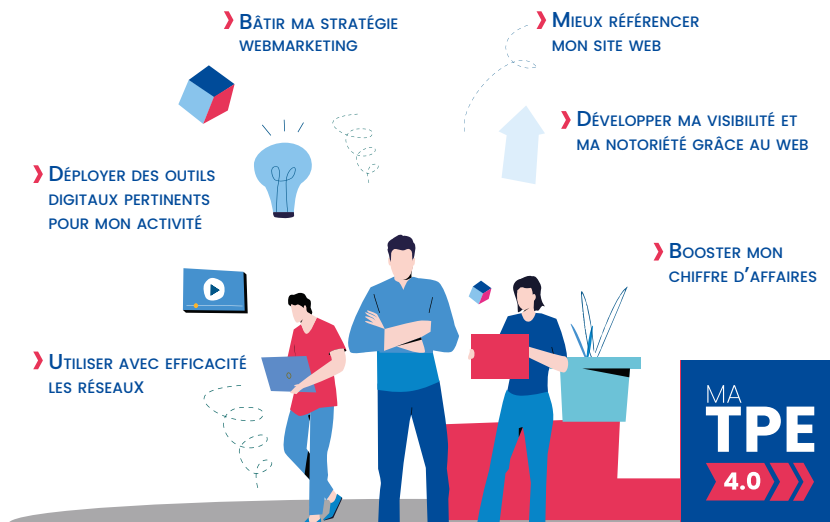 Bâtir ma stratégie
webmarketing
Mieux référencer
mon site web
Développer ma visibilité et
ma notoriété grâce au web
Déployer des outils
digitaux pertinents
pour mon activité
Booster mon
chiffre d'affaires
Utiliser avec efficacité
les réseaux
MA
TPE
4.0